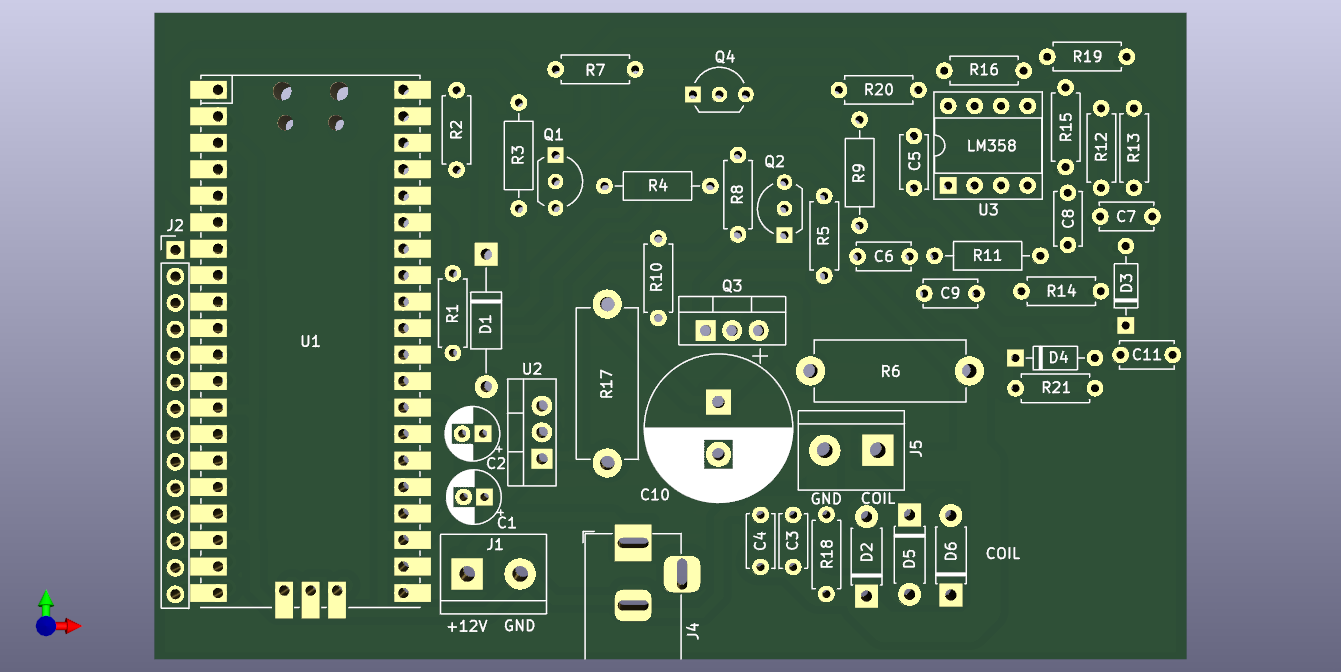 Q4
R19
R7
R16
R20
R2
R15
R3
Q1
R12
R13
LM358
C5
Q2
R9
R4
R8
U3
J2
C8
C7
R5
C6
R11
R10
D3
Q3
C9
R14
R1
D1
U1
+
C11
D4
U2
R17
R6
R21
+
C2
J5
C10
GND
COIL
+
C1
J1
C4
C3
R18
D2
D5
D6
COIL
+12V
GND
J4